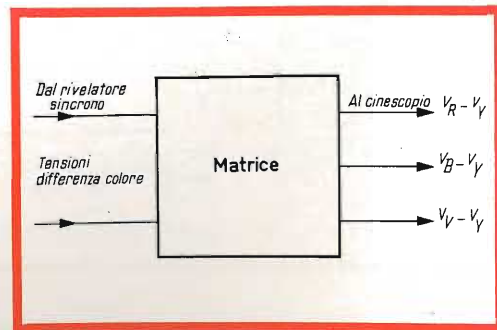 Dal rivelatore
sincrono
Tensioni
differenza colore
Matrice
Al cinescopio
V_R - V_Y
V_B - V_Y
V_V - V_Y